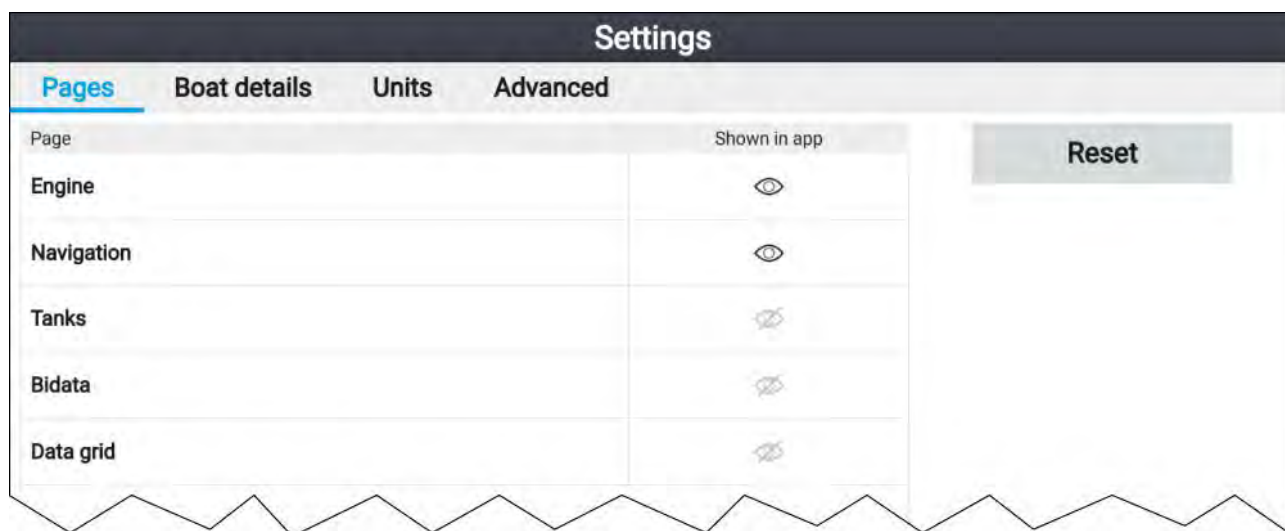 Settings
Pages Boat details Units Advanced
Page Shown in app
Reset
Engine
Navigation
Tanks
Bidata
Data grid